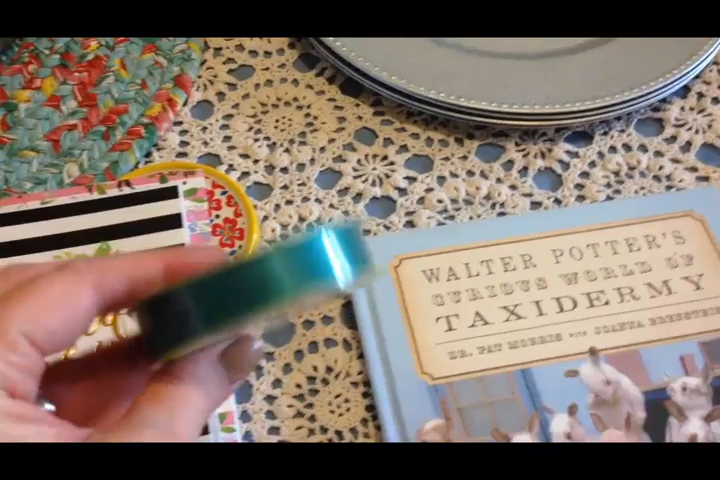 WALTER POTTER'S
CURIOUS WORLD OF
TAXIDERMY
DR. PAT MORRIS WITH JOANNA EBENSTEIN